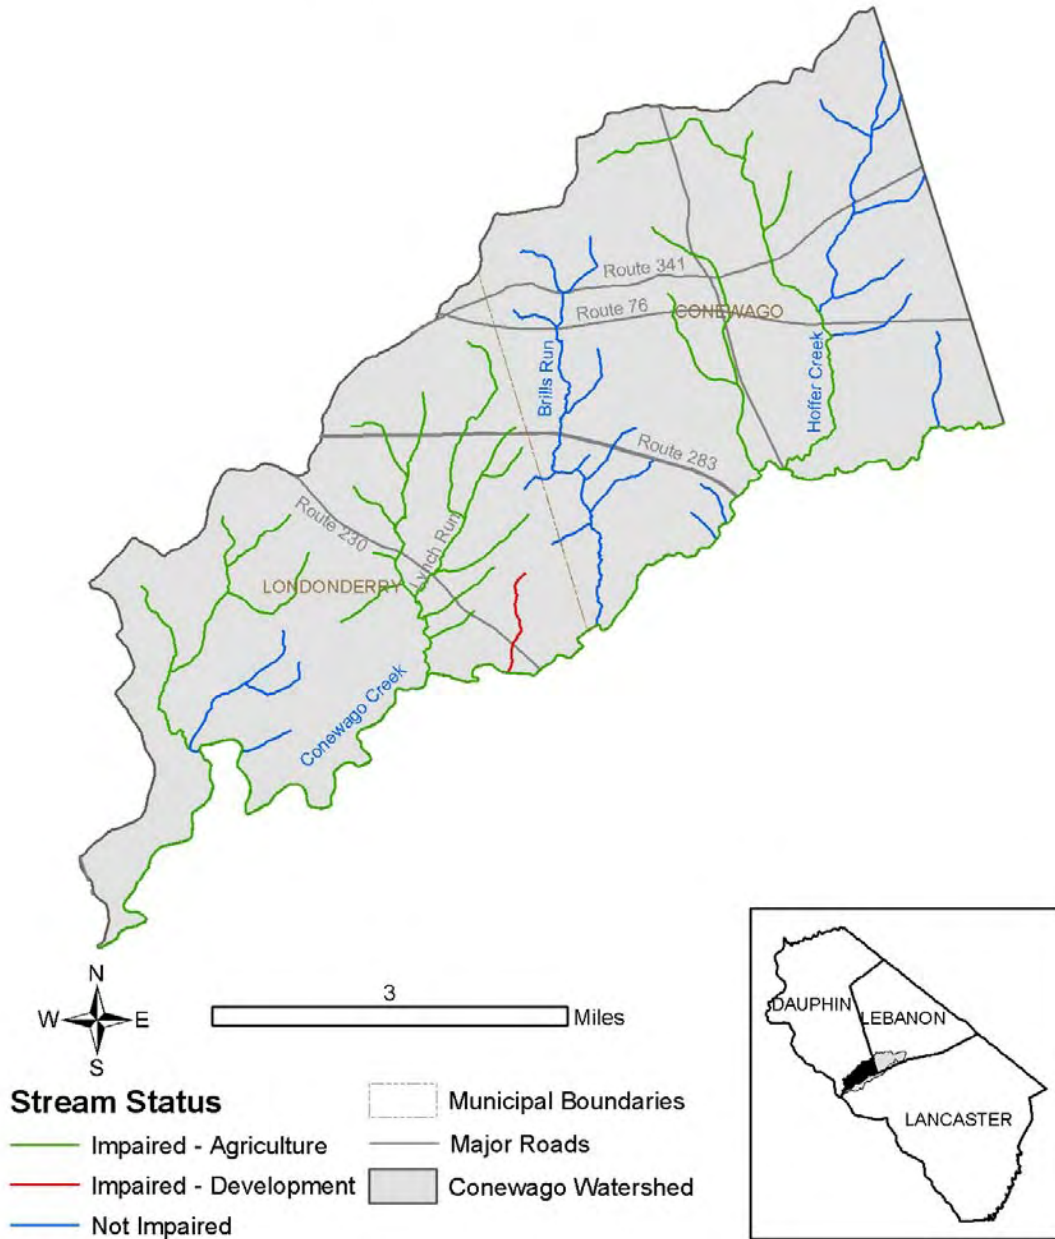 Route 341
Route 76
CONEWAGO
Brills Run
Hoffer Creek
Route 283
Route 230
Lynch Run
LONDONDERRY
Conewago Creek
N
W
E
S
3
Miles
DAUPHIN
LEBANON
LANCASTER
Stream Status
Impaired - Agriculture
Impaired - Development
Not Impaired
Municipal Boundaries
Major Roads
Conewago Watershed